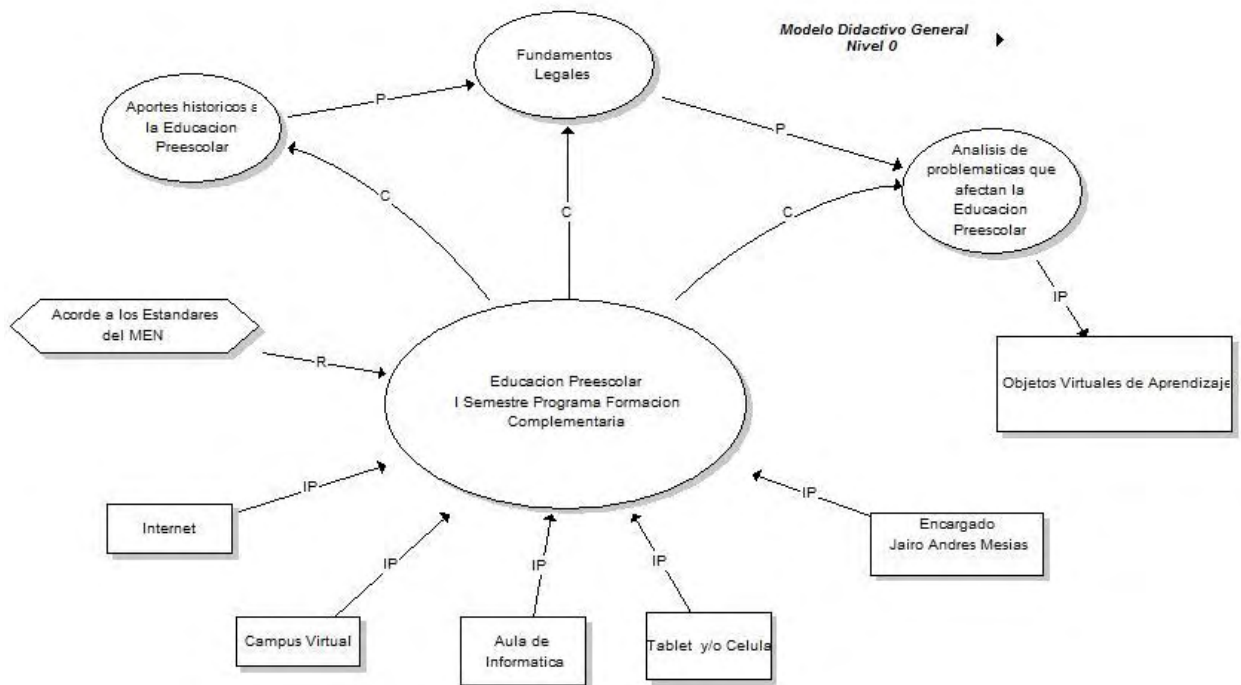 Modelo Didactivo General
Nivel 0
Fundamentos
Legales
Aportes historicos a
la Educacion
Preescolar
P
P
Analisis de
problematicas que
afectan la
Educacion
Preescolar
C
C
C
IP
Acorde a los Estandares
del MEN
R
Objetos Virtuales de Aprendizaje
Educacion Preescolar
I Semestre Programa Formacion
Complementaria
IP
IP
Internet
Encargado
Jairo Andres Mesias
IP
IP
IP
Campus Virtual
Aula de
Informatica
Tablet y/o Celula